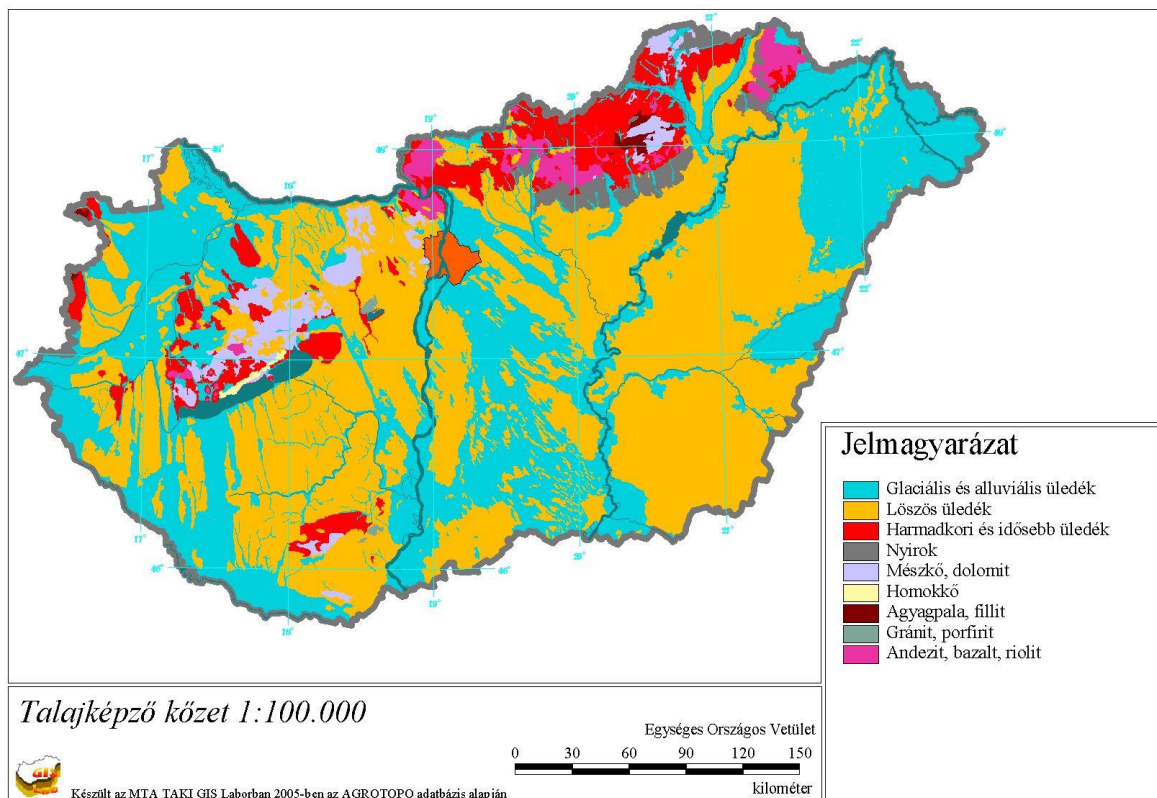 Jelmagyarázat
Glaciális és alluviális üledék
Löszös üledék
Harmadkori és idősebb üledék
Nyirok
Mészkő, dolomit
Homokkő
Agyagpala, fillit
Gránit, porfirit
Andezit, bazalt, riolit
Talajképző kőzet 1:100.000
Egységes Országos Vetület
0 30 60 90 120 150
kilométer
GIS
Készült az MTA TAKI GIS Laborban 2005-ben az AGROTOPO adatbázis alapján